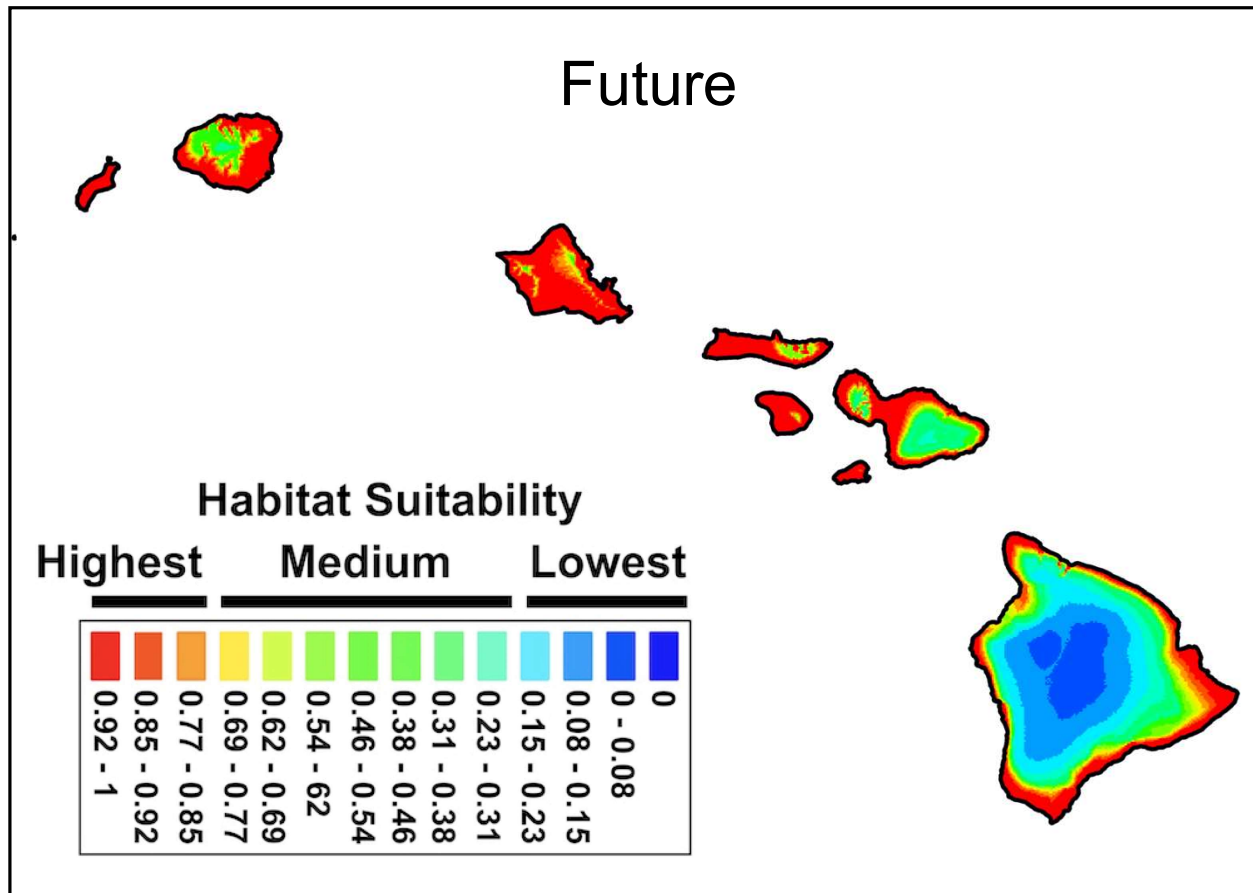 Future
Habitat Suitability
Highest Medium Lowest
0.92 - 1
0.85 - 0.92
0.77 - 0.85
0.69 - 0.77
0.62 - 0.69
0.54 - 62
0.46 - 0.54
0.38 - 0.46
0.31 - 0.38
0.23 - 0.31
0.15 - 0.23
0.08 - 0.15
0 - 0.08
0